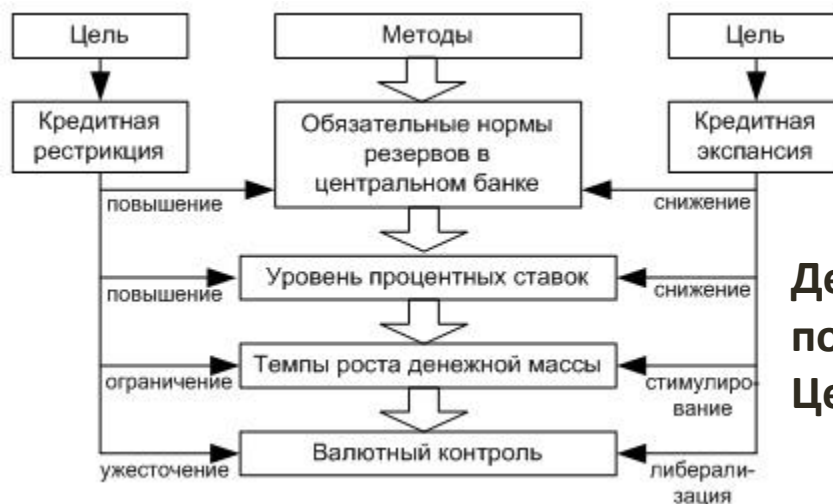 Цель
Методы
Цель
Кредитная
рестрикция
Обязательные нормы
резервов в
центральном банке
Кредитная
экспансия
повышение
снижение
Уровень процентных ставок
повышение
снижение
Темпы роста денежной массы
ограничение
стимулиро-
вание
Валютный контроль
ужесточение
либерали-
зация